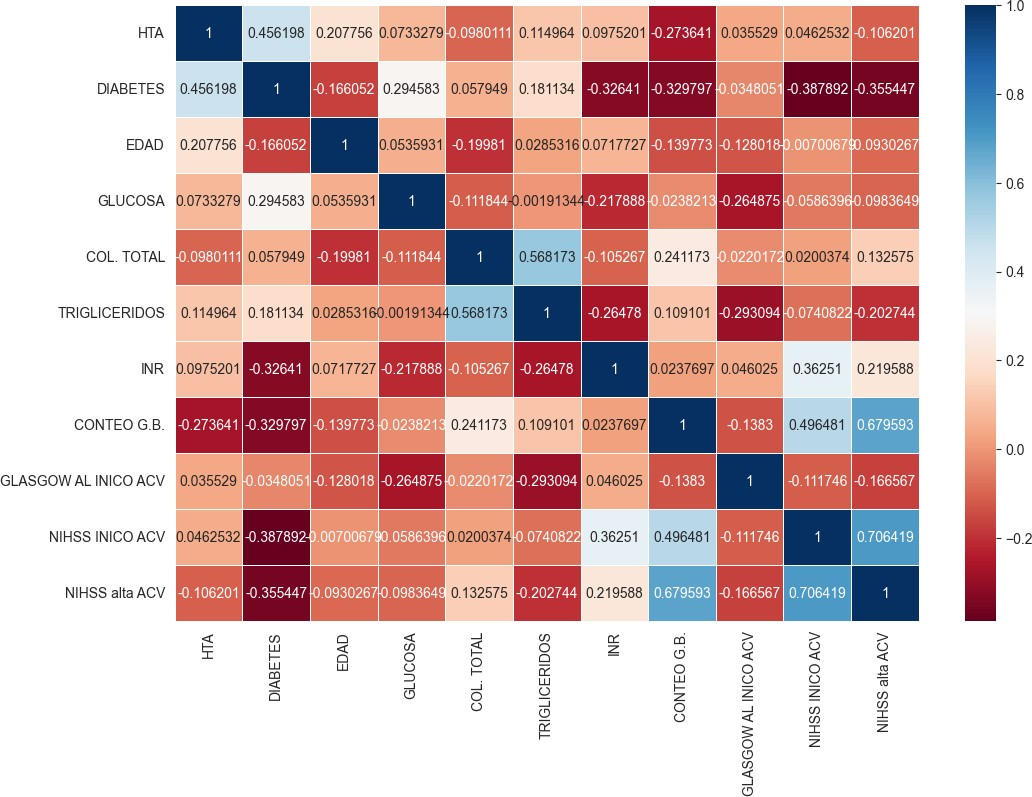 HTA 1 0.456198 0.207756 0.0733279 -0.0980111 0.114964 0.0975201 -0.273641 0.035529 0.0462532 -0.106201
DIABETES 0.456198 1 -0.166052 0.294583 0.057949 0.181134 -0.32641 -0.329797 -0.0348051 -0.387892 -0.355447
EDAD 0.207756 -0.166052 1 0.0535931 -0.19981 0.0285316 0.0717727 -0.139773 -0.128018 -0.00700679 -0.0930267
GLUCOSA 0.0733279 0.294583 0.0535931 1 -0.111844 -0.00191344 -0.217888 -0.0238213 -0.264875 -0.0586396 -0.0983649
COL. TOTAL -0.0980111 0.057949 -0.19981 -0.111844 1 0.568173 -0.105267 0.241173 -0.0220172 0.0200374 0.132575
TRIGLICERIDOS 0.114964 0.181134 0.0285316 -0.00191344 0.568173 1 -0.26478 0.109101 -0.293094 -0.0740822 -0.202744
INR 0.0975201 -0.32641 0.0717727 -0.217888 -0.105267 -0.26478 1 0.0237697 0.046025 0.36251 0.219588
CONTEO G.B. -0.273641 -0.329797 -0.139773 -0.0238213 0.241173 0.109101 0.0237697 1 -0.1383 0.496481 0.679593
GLASGOW AL INICO ACV 0.035529 -0.0348051 -0.128018 -0.264875 -0.0220172 -0.293094 0.046025 -0.1383 1 -0.111746 -0.166567
NIHSS INICO ACV 0.0462532 -0.387892 -0.00700679 -0.0586396 0.0200374 -0.0740822 0.36251 0.496481 -0.111746 1 0.706419
NIHSS alta ACV -0.106201 -0.355447 -0.0930267 -0.0983649 0.132575 -0.202744 0.219588 0.679593 -0.166567 0.706419 1
HTA
DIABETES
EDAD
GLUCOSA
COL. TOTAL
TRIGLICERIDOS
INR
CONTEO G.B.
GLASGOW AL INICO ACV
NIHSS INICO ACV
NIHSS alta ACV
1.0
0.8
0.6
0.4
0.2
0.0
−0.2